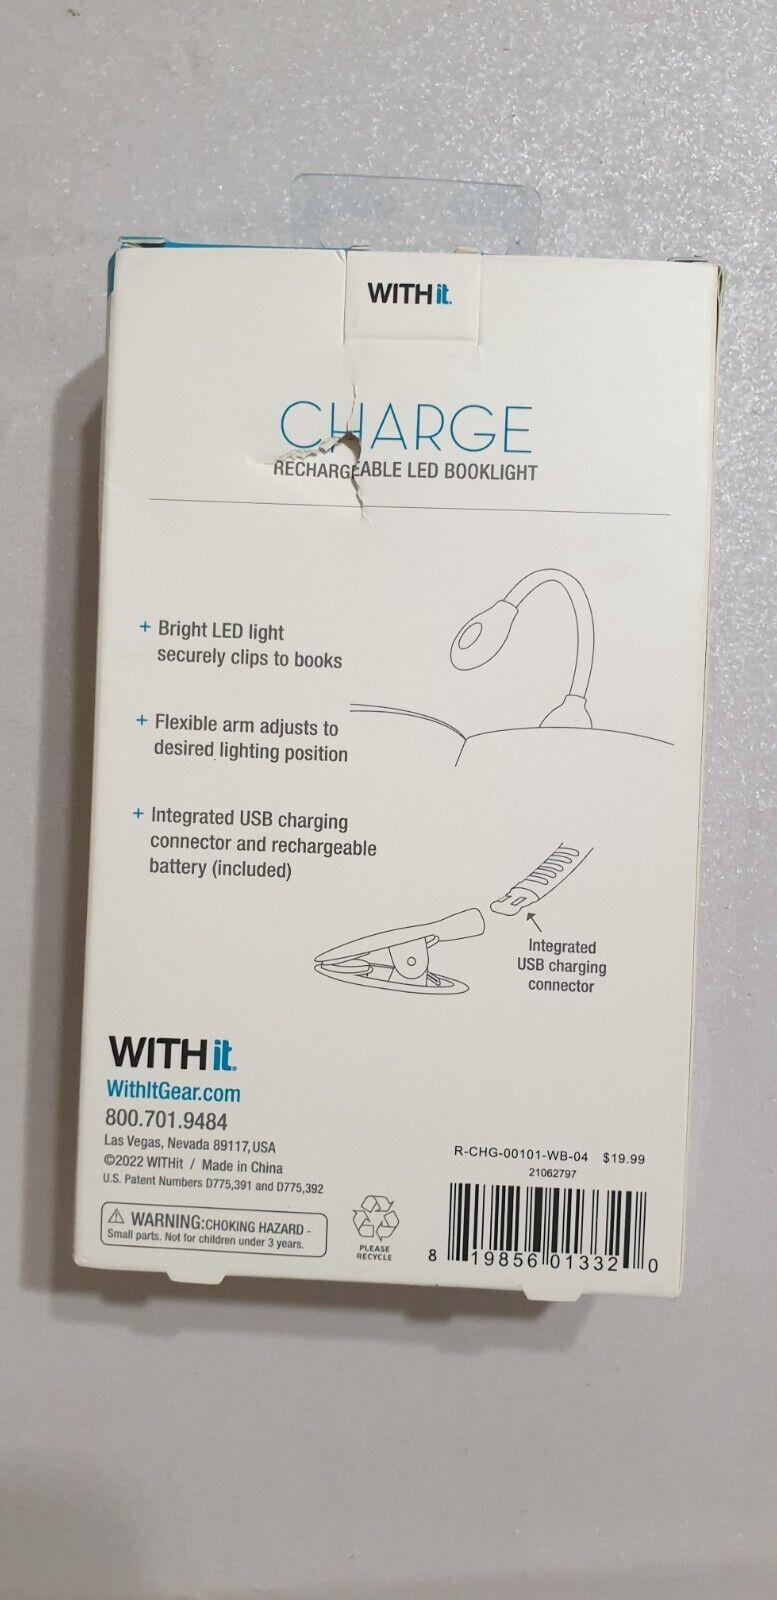 WITHit.
CHARGE
RECHARGEABLE LED BOOKLIGHT
+ Bright LED light
securely clips to books
+ Flexible arm adjusts to
desired lighting position
+ Integrated USB charging
connector and rechargeable
battery (included)
Integrated
USB charging
connector
WITHit.
WithItGear.com
800.701.9484
Las Vegas, Nevada 89117, USA
©2022 WITHit / Made in China
U.S. Patent Numbers D775,391 and D775,392
⚠ WARNING: CHOKING HAZARD -
Small parts. Not for children under 3 years.
PLEASE
RECYCLE
R-CHG-00101-WB-04 $19.99
21062797
8 19856 01332 0